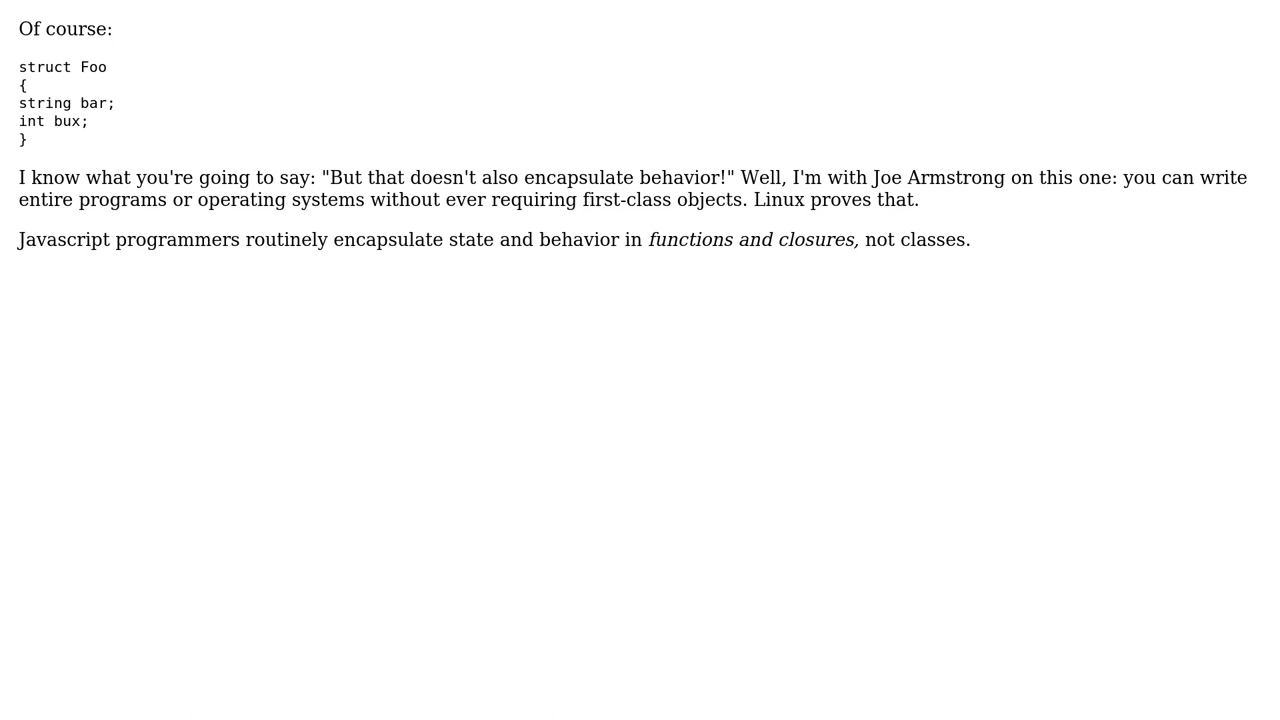 Of course:
struct Foo
{
string bar;
int bux;
}
I know what you're going to say: "But that doesn't also encapsulate behavior!" Well, I'm with Joe Armstrong on this one: you can write
entire programs or operating systems without ever requiring first-class objects. Linux proves that.
Javascript programmers routinely encapsulate state and behavior in functions and closures, not classes.